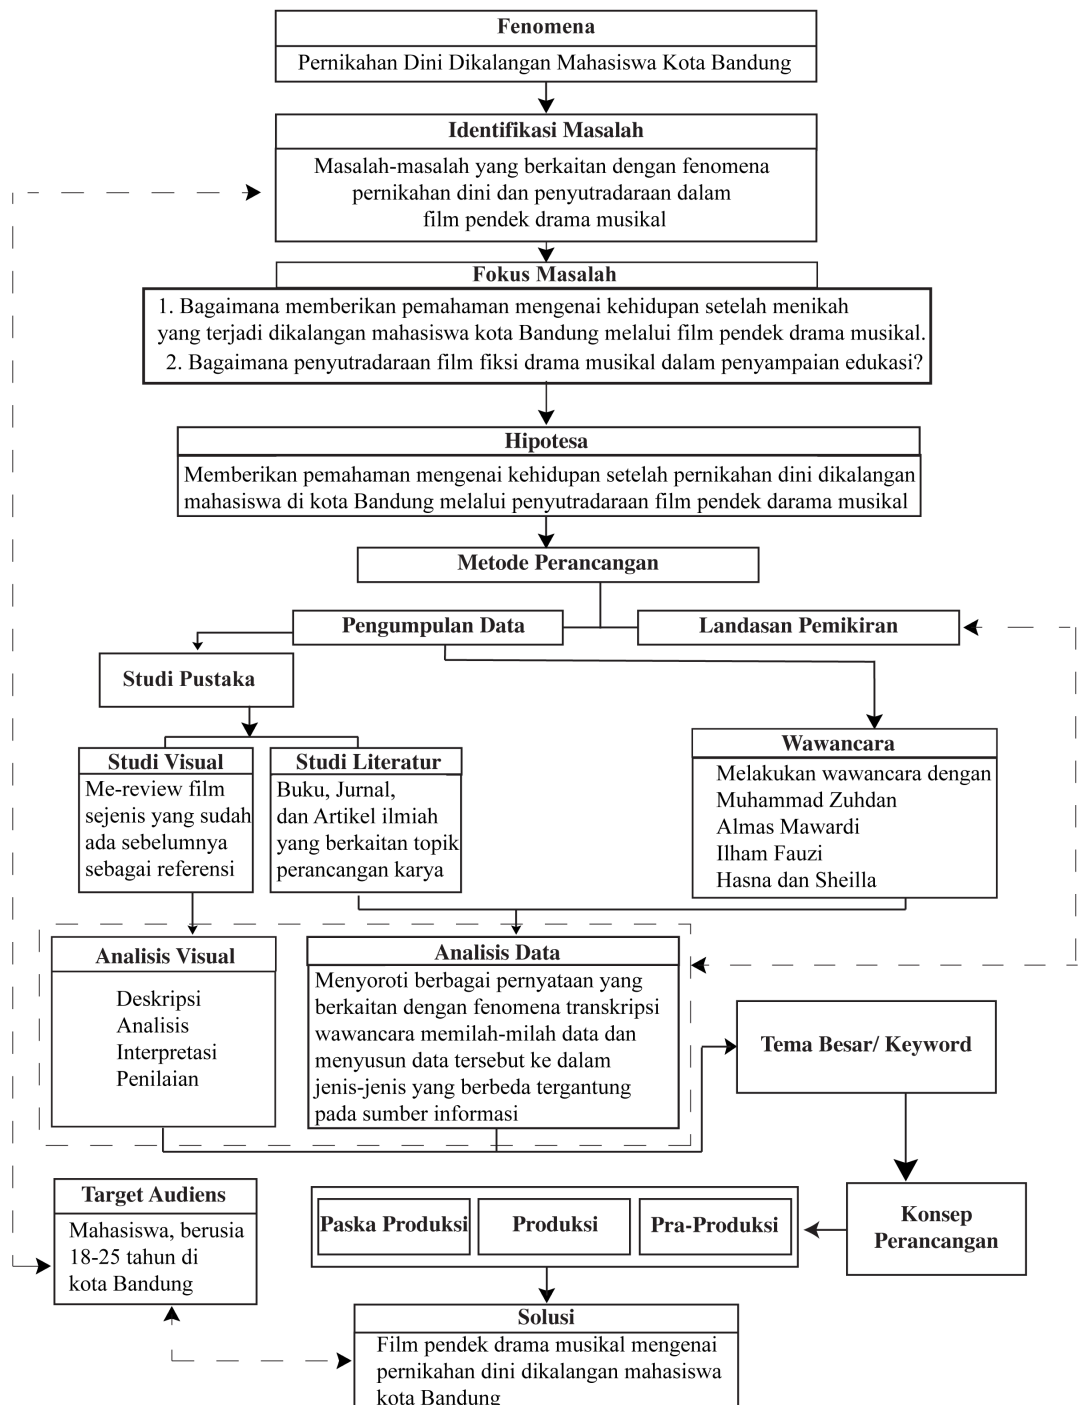 Fenomena
Pernikahan Dini Dikalangan Mahasiswa Kota Bandung
Identifikasi Masalah
Masalah-masalah yang berkaitan dengan fenomena
pernikahan dini dan penyutradaraan dalam
film pendek drama musikal
Fokus Masalah
1. Bagaimana memberikan pemahaman mengenai kehidupan setelah menikah
yang terjadi dikalangan mahasiswa kota Bandung melalui film pendek drama musikal.
2. Bagaimana penyutradaraan film fiksi drama musikal dalam penyampaian edukasi?
Hipotesa
Memberikan pemahaman mengenai kehidupan setelah pernikahan dini dikalangan
mahasiswa di kota Bandung melalui penyutradaraan film pendek darama musikal
Metode Perancangan
Pengumpulan Data
Landasan Pemikiran
Studi Pustaka
Studi Visual
Me-review film
sejenis yang sudah
ada sebelumnya
sebagai referensi
Studi Literatur
Buku, Jurnal,
dan Artikel ilmiah
yang berkaitan topik
perancangan karya
Wawancara
Melakukan wawancara dengan
Muhammad Zuhdan
Almas Mawardi
Ilham Fauzi
Hasna dan Sheilla
Analisis Visual
Deskripsi
Analisis
Interpretasi
Penilaian
Analisis Data
Menyoroti berbagai pernyataan yang
berkaitan dengan fenomena transkripsi
wawancara memilah-milah data dan
menyusun data tersebut ke dalam
jenis-jenis yang berbeda tergantung
pada sumber informasi
Tema Besar/ Keyword
Target Audiens
Mahasiswa, berusia
18-25 tahun di
kota Bandung
Paska Produksi
Produksi
Pra-Produksi
Konsep
Perancangan
Solusi
Film pendek drama musikal mengenai
pernikahan dini dikalangan mahasiswa
kota Bandung